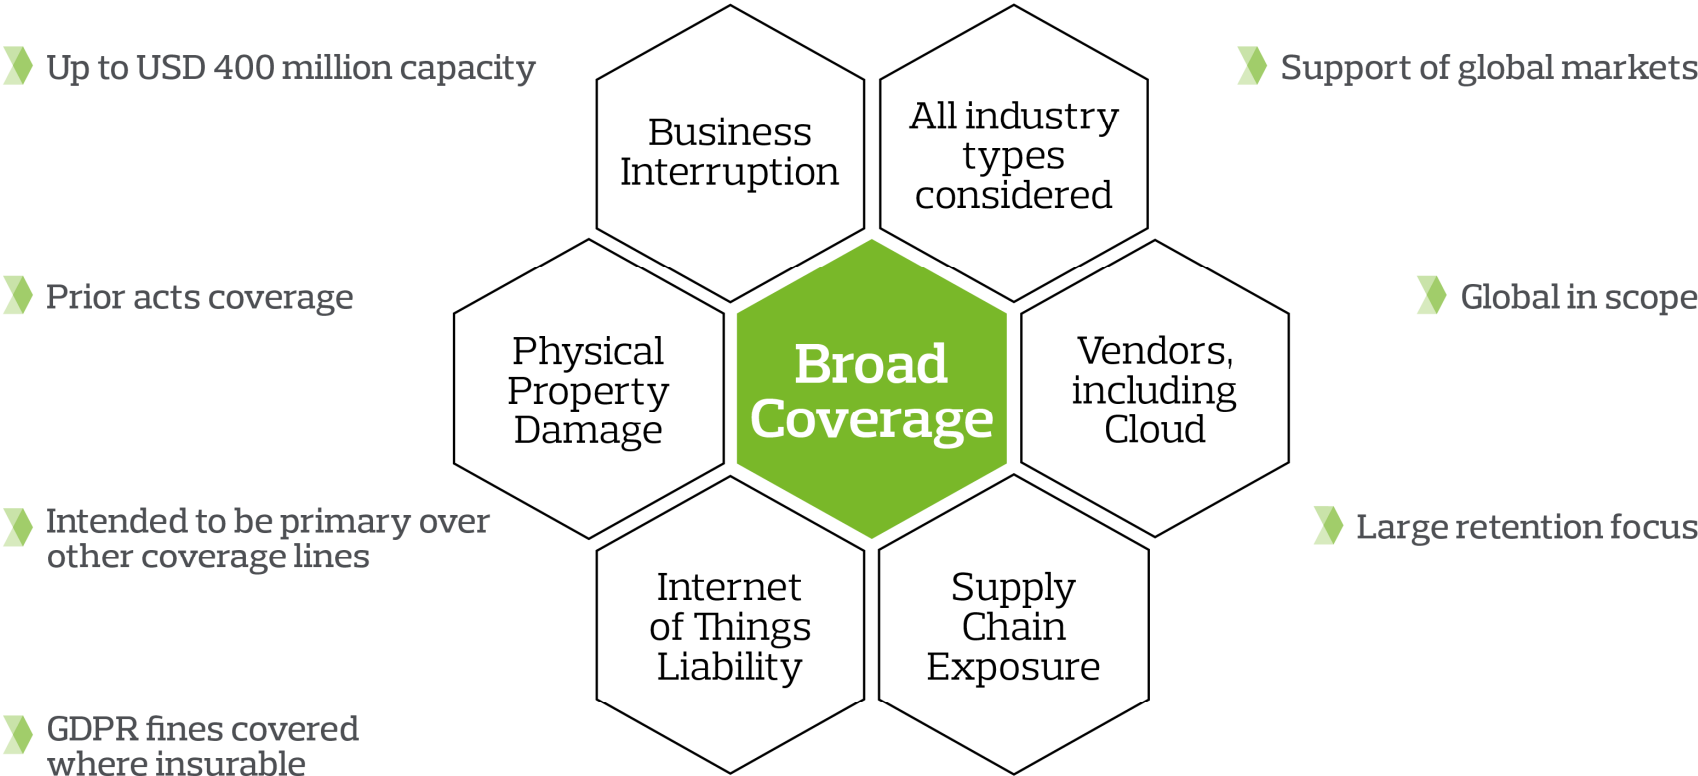 Up to USD 400 million capacity
Prior acts coverage
Intended to be primary over
other coverage lines
GDPR fines covered
where insurable
Business
Interruption
All industry
types
considered
Physical
Property
Damage
Broad
Coverage
Vendors,
including
Cloud
Internet
of Things
Liability
Supply
Chain
Exposure
Support of global markets
Global in scope
Large retention focus